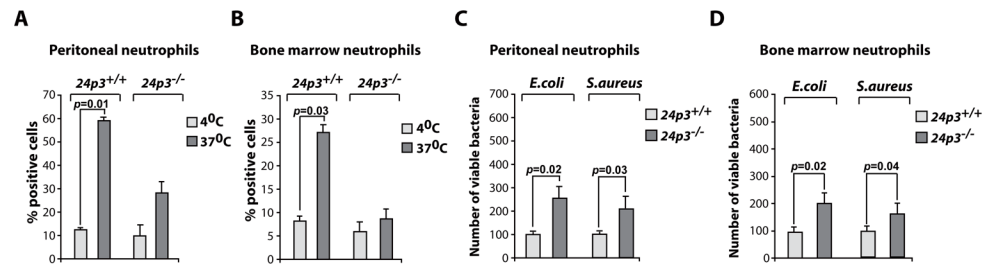 A
Peritoneal neutrophils
24p3+/+ 24p3-/-
p=0.01
% positive cells
70
60
50
40
30
20
10
0
4⁰C
37⁰C
B
Bone marrow neutrophils
24p3+/+ 24p3-/-
p=0.03
% positive cells
35
30
25
20
15
10
5
0
4⁰C
37⁰C
C
Peritoneal neutrophils
E.coli S.aureus
Number of viable bacteria
700
600
500
400
300
200
100
0
p=0.02 p=0.03
24p3+/+
24p3-/-
D
Bone marrow neutrophils
E.coli S.aureus
Number of viable bacteria
600
500
400
300
200
100
0
p=0.02 p=0.04
24p3+/+
24p3-/-